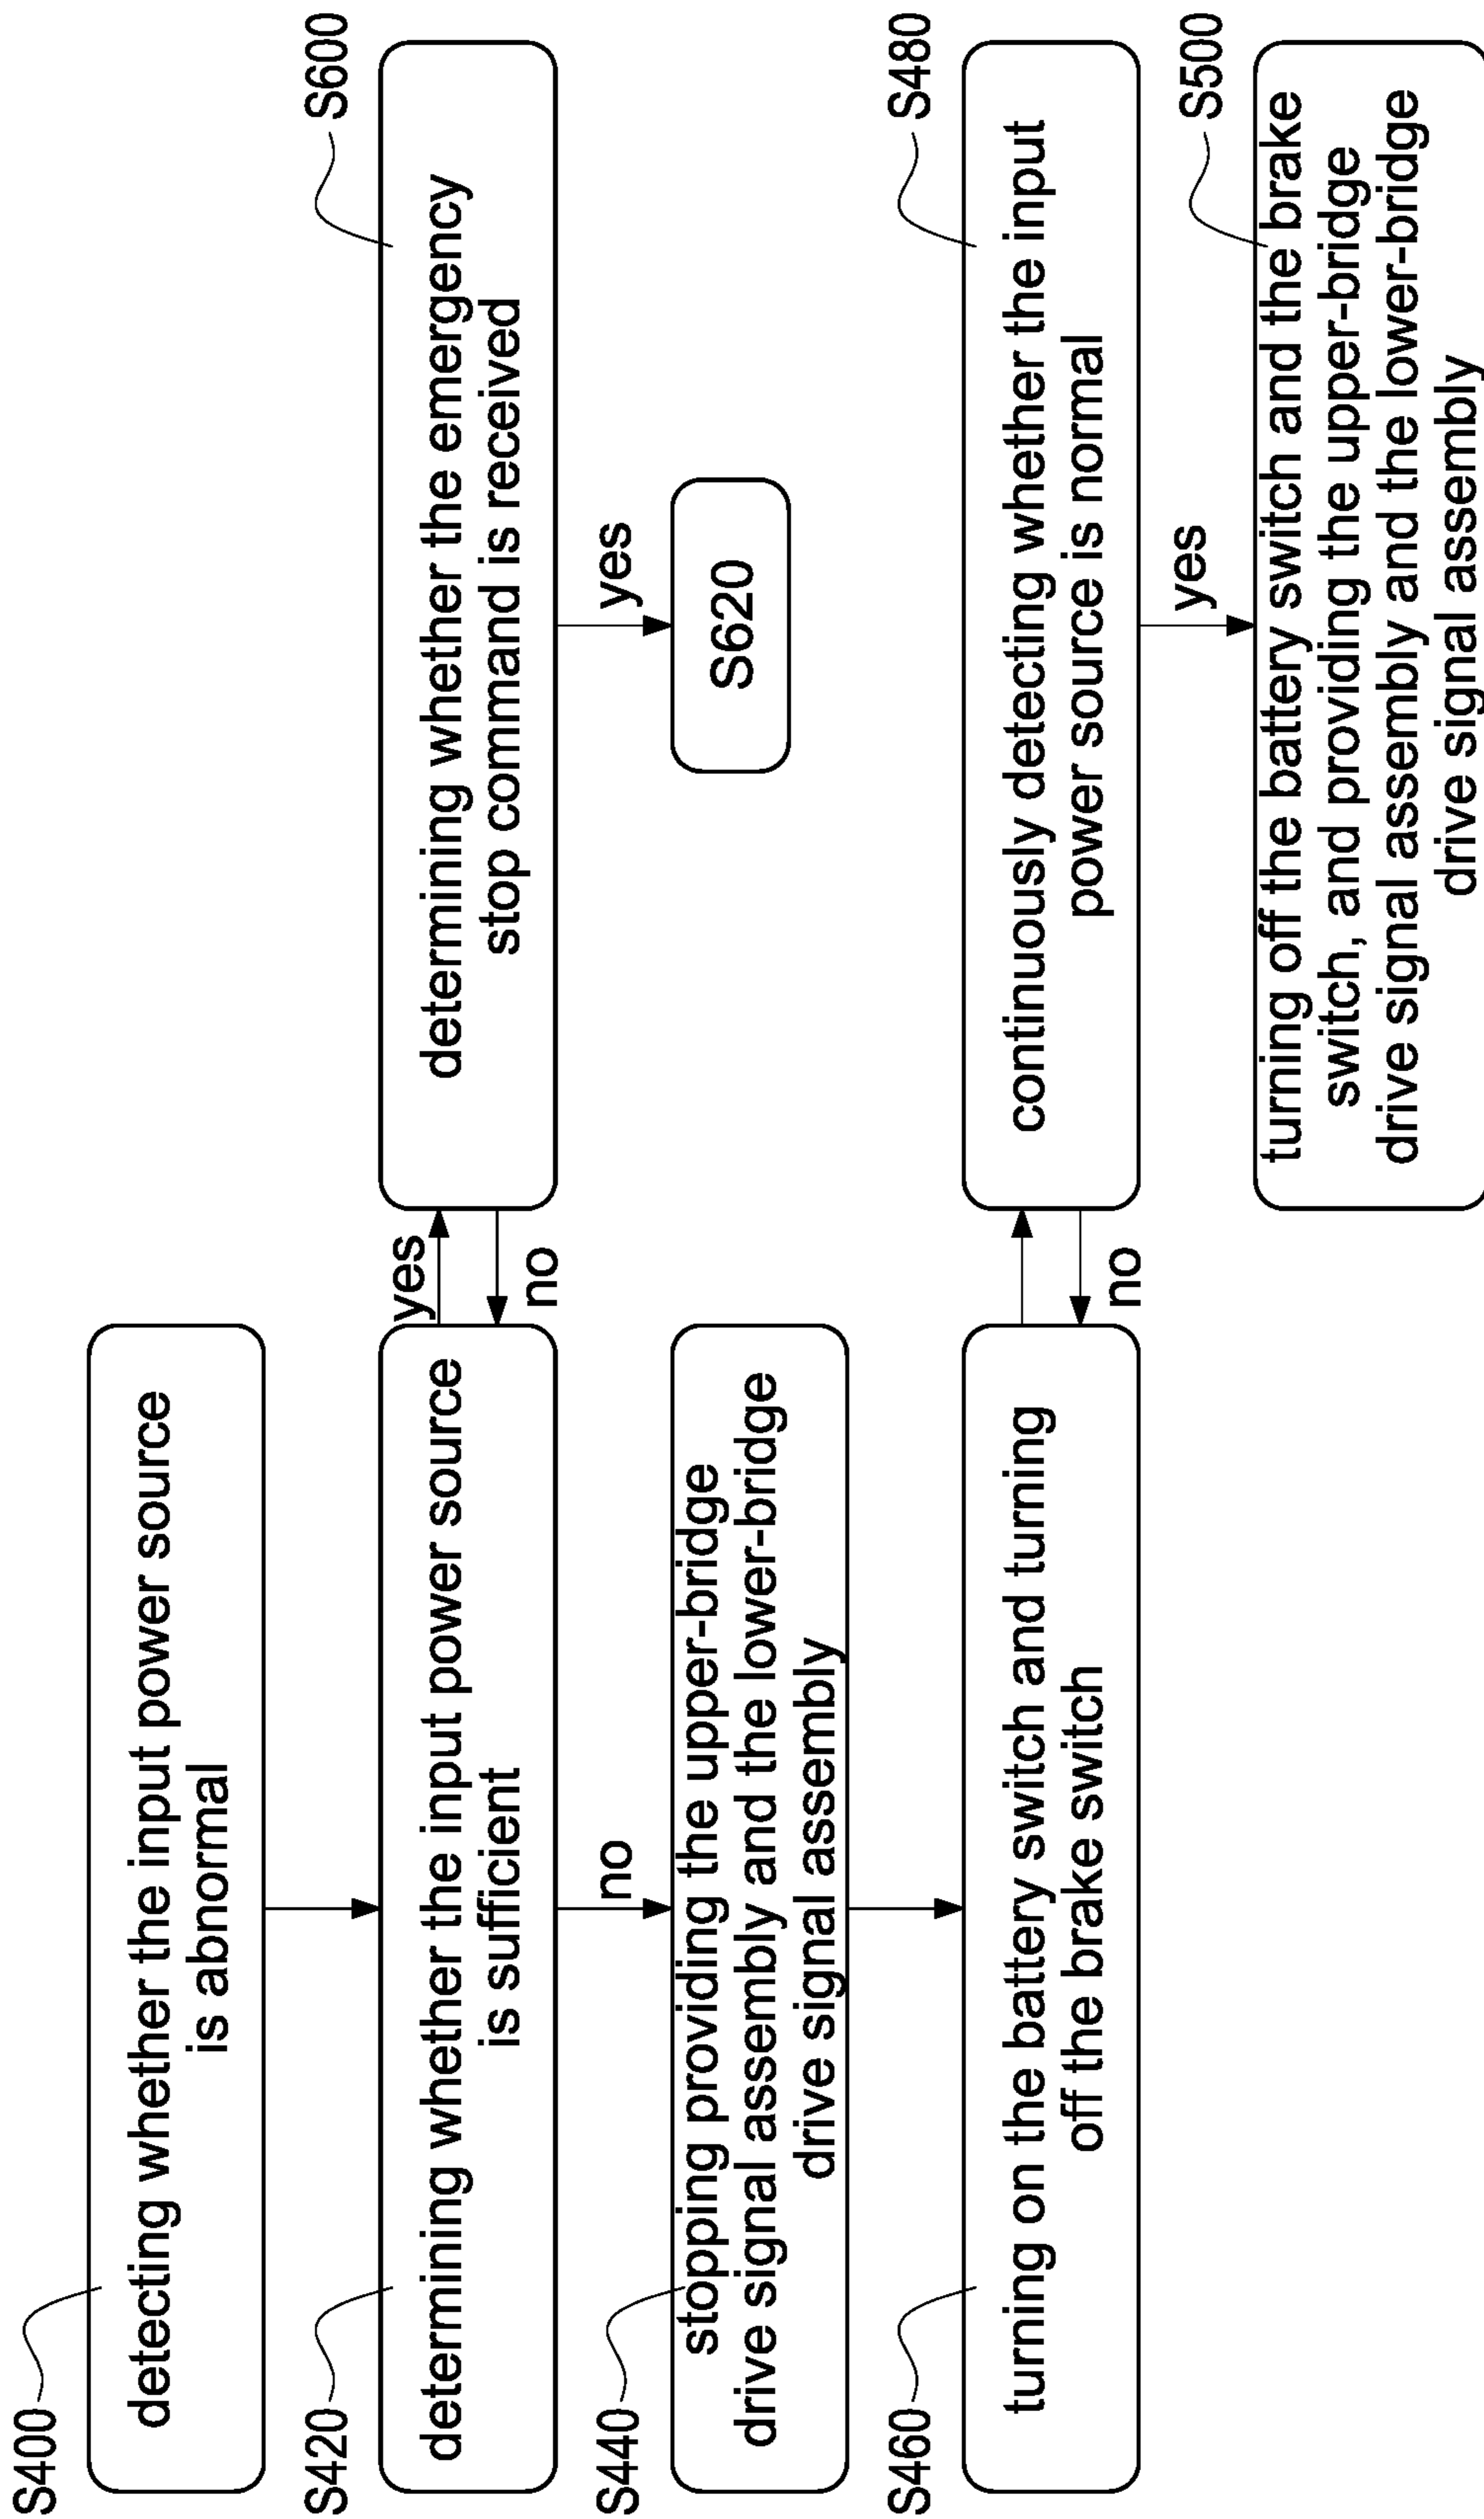 S400
detecting whether the input power source
is abnormal
S420
determining whether the input power source
is sufficient
yes
no
S600
determining whether the emergency
stop command is received
no
yes
S440
stopping providing the upper-bridge
drive signal assembly and the lower-bridge
drive signal assembly
S620
S460
turning on the battery switch and turning
off the brake switch
no
S480
continuously detecting whether the input
power source is normal
yes
S500
turning off the battery switch and the brake
switch, and providing the upper-bridge
drive signal assembly and the lower-bridge
drive signal assembly